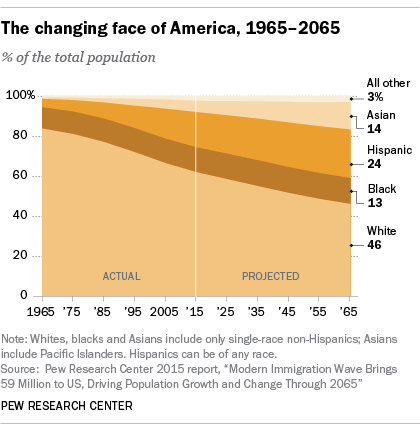 The changing face of America, 1965–2065
% of the total population
All other
3%
100%
Asian
14
80
Hispanic
24
60
Black
13
40
White
46
20
ACTUAL
PROJECTED
0
1965 '75 '85 '95 2005 '15 '25 '35 '45 '55 '65
Note: Whites, blacks and Asians include only single-race non-Hispanics; Asians
include Pacific Islanders. Hispanics can be of any race.
Source: Pew Research Center 2015 report, “Modern Immigration Wave Brings
59 Million to US, Driving Population Growth and Change Through 2065”
PEW RESEARCH CENTER